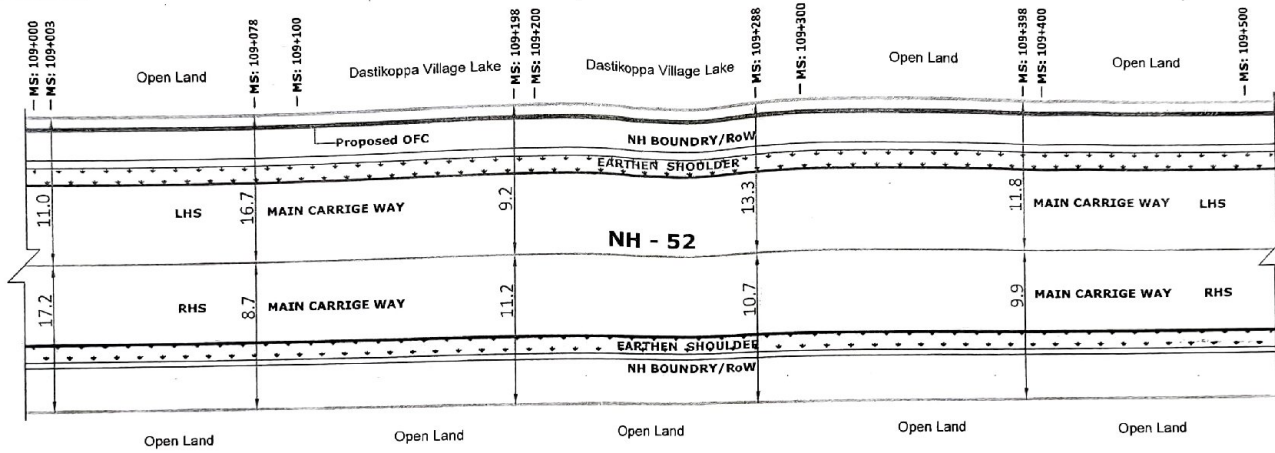 MS: 109+000
MS: 109+003
MS: 109+078
MS: 109+100
MS: 109+198
MS: 109+200
MS: 109+288
MS: 109+300
MS: 109+398
MS: 109+400
MS: 109+500
Open Land
Dastikoppa Village Lake
Dastikoppa Village Lake
Open Land
Open Land
Proposed OFC
NH BOUNDRY/RoW
EARTHEN SHOULDER
11.0
LHS
16.7
MAIN CARRIGE WAY
9.2
13.3
11.8
MAIN CARRIGE WAY
LHS
NH - 52
17.2
RHS
8.7
MAIN CARRIGE WAY
11.2
10.7
9.9
MAIN CARRIGE WAY
RHS
EARTHEN SHOULDER
NH BOUNDRY/RoW
Open Land
Open Land
Open Land
Open Land
Open Land